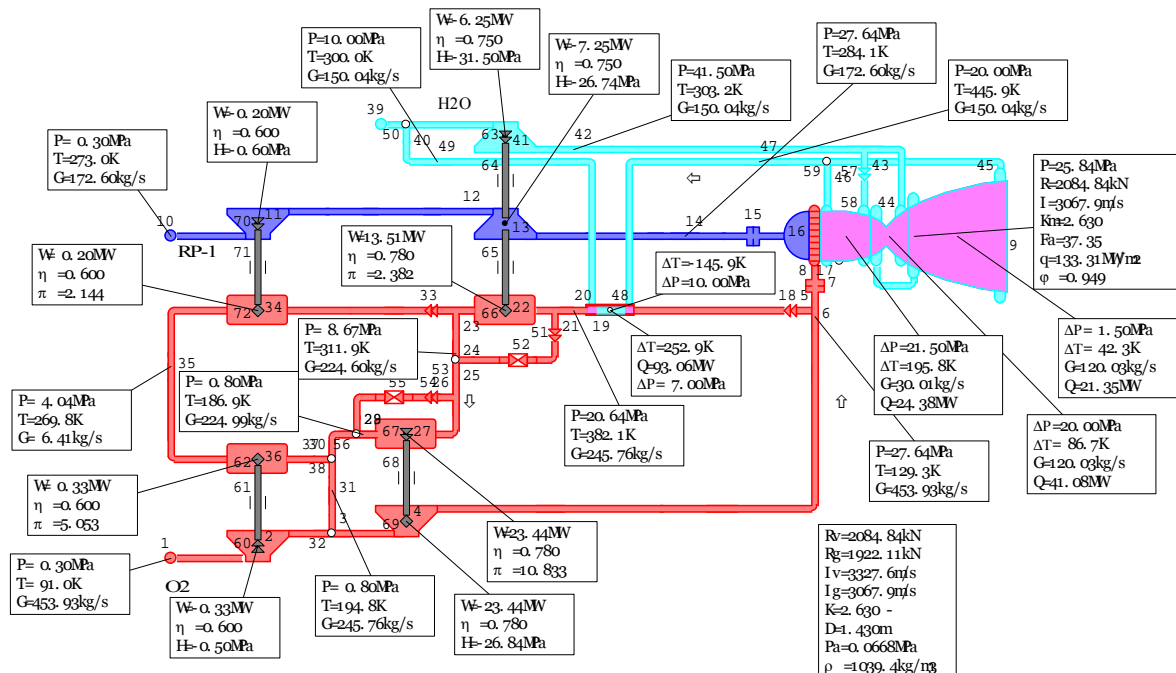 W=-6. 25MW
η =0. 750
H=-31. 50MPa
W=-7. 25MW
η =0. 750
H=-26. 74MPa
P=10. 00MPa
T=300. 0K
G=150. 04kg/s
P=27. 64MPa
T=284. 1K
G=172. 60kg/s
P=41. 50MPa
T=303. 2K
G=150. 04kg/s
P=20. 00MPa
T=445. 9K
G=150. 04kg/s
W=-0. 20MW
η =0. 600
H=-0. 60MPa
P= 0. 30MPa
T=273. 0K
G=172. 60kg/s
39
H2O
50
40
49
63
41
42
64
47
57
43
59
46
45
58
44
P=25. 84MPa
R=2084. 84kN
I=3067. 9m/s
Km=2. 630
Fa=37. 35
q=133. 31MW/m2
φ =0. 949
10
RP-1
70
11
71
12
13
14
15
16
9
65
W=13. 51MW
η =0. 780
π =2. 382
W= 0. 20MW
η =0. 600
π =2. 144
8
17
7
5
6
18
72
34
33
66
22
23
20
48
19
21
51
ΔT=-145. 9K
ΔP=10. 00MPa
P= 8. 67MPa
T=311. 9K
G=224. 60kg/s
24
52
25
53
26
54
55
35
P= 0. 80MPa
T=186. 9K
G=224. 99kg/s
ΔT=252. 9K
Q=93. 06MW
ΔP= 7. 00MPa
ΔP=21. 50MPa
ΔT=195. 8K
G=30. 01kg/s
Q=24. 38MW
ΔP= 1. 50MPa
ΔT= 42. 3K
G=120. 03kg/s
Q=21. 35MW
P= 4. 04MPa
T=269. 8K
G= 6. 41kg/s
P=20. 64MPa
T=382. 1K
G=245. 76kg/s
P=27. 64MPa
T=129. 3K
G=453. 93kg/s
ΔP=20. 00MPa
ΔT= 86. 7K
G=120. 03kg/s
Q=41. 08MW
67
27
56
62
36
38
68
61
31
W= 0. 33MW
η =0. 600
π =5. 053
69
4
1
60
2
3
32
O2
P= 0. 30MPa
T= 91. 0K
G=453. 93kg/s
W=-0. 33MW
η =0. 600
H=-0. 50MPa
P= 0. 80MPa
T=194. 8K
G=245. 76kg/s
W=23. 44MW
η =0. 780
π =10. 833
W=-23. 44MW
η =0. 780
H=-26. 84MPa
Rv=2084. 84kN
Rg=1922. 11kN
Iv=3327. 6m/s
Ig=3067. 9m/s
K=2. 630 -
D=1. 430m
Pa=0. 0668MPa
ρ =1039. 4kg/m3